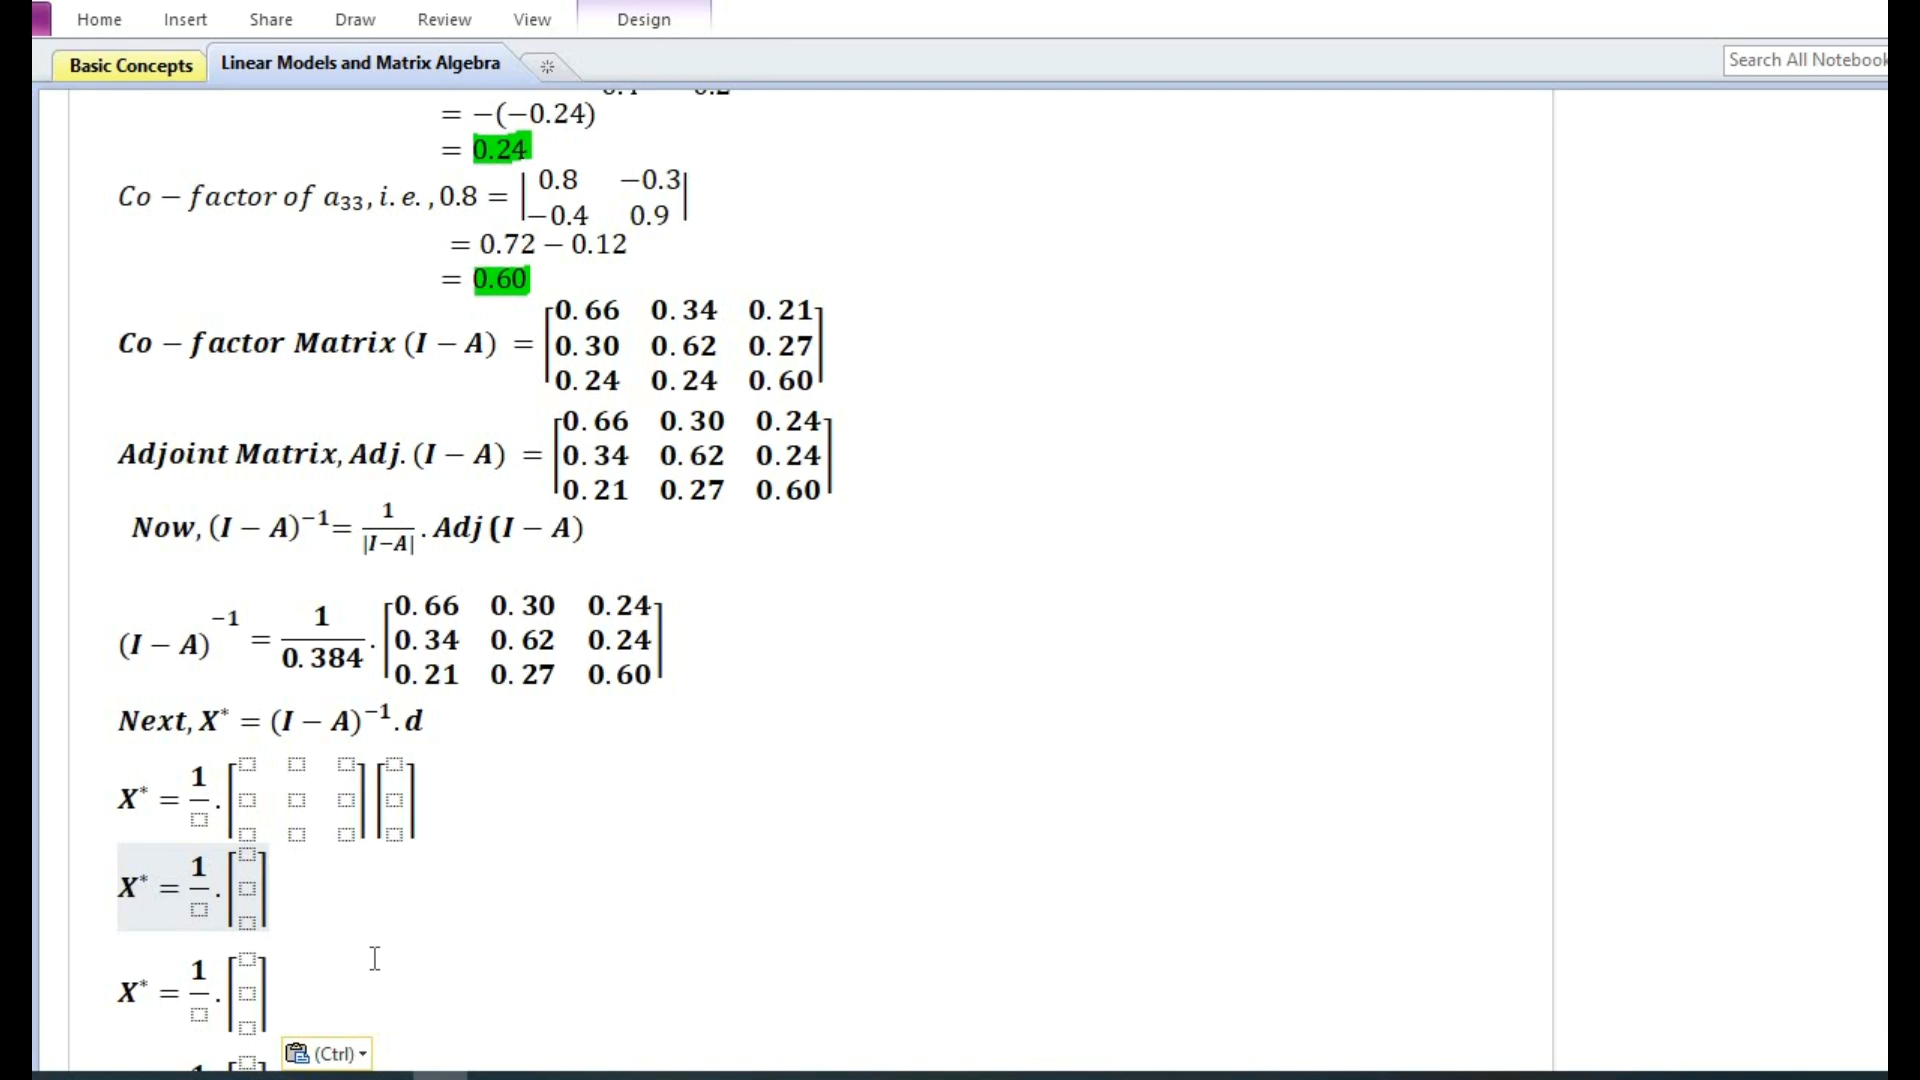 Home Insert Share Draw Review View Design
Basic Concepts Linear Models and Matrix Algebra Search All Notebook
= −(−0.24)
= 0.24
Co − factor of a₃₃, i.e., 0.8 = |0.8 −0.3|
|−0.4 0.9|
= 0.72 − 0.12
= 0.60
Co − factor Matrix (I − A) = [0.66 0.34 0.21]
[0.30 0.62 0.27]
[0.24 0.24 0.60]
Adjoint Matrix, Adj. (I − A) = [0.66 0.30 0.24]
[0.34 0.62 0.24]
[0.21 0.27 0.60]
Now, (I − A)⁻¹= 1/|I−A| . Adj (I − A)
(I − A)⁻¹ = 1/0.384 . [0.66 0.30 0.24]
[0.34 0.62 0.24]
[0.21 0.27 0.60]
Next, X* = (I − A)⁻¹. d
X* = 1/□ . [□ □ □] [□]
[□ □ □] [□]
[□ □ □] [□]
X* = 1/□ . [□]
[□]
[□]
X* = 1/□ . [□]
[□]
[□]
(Ctrl)